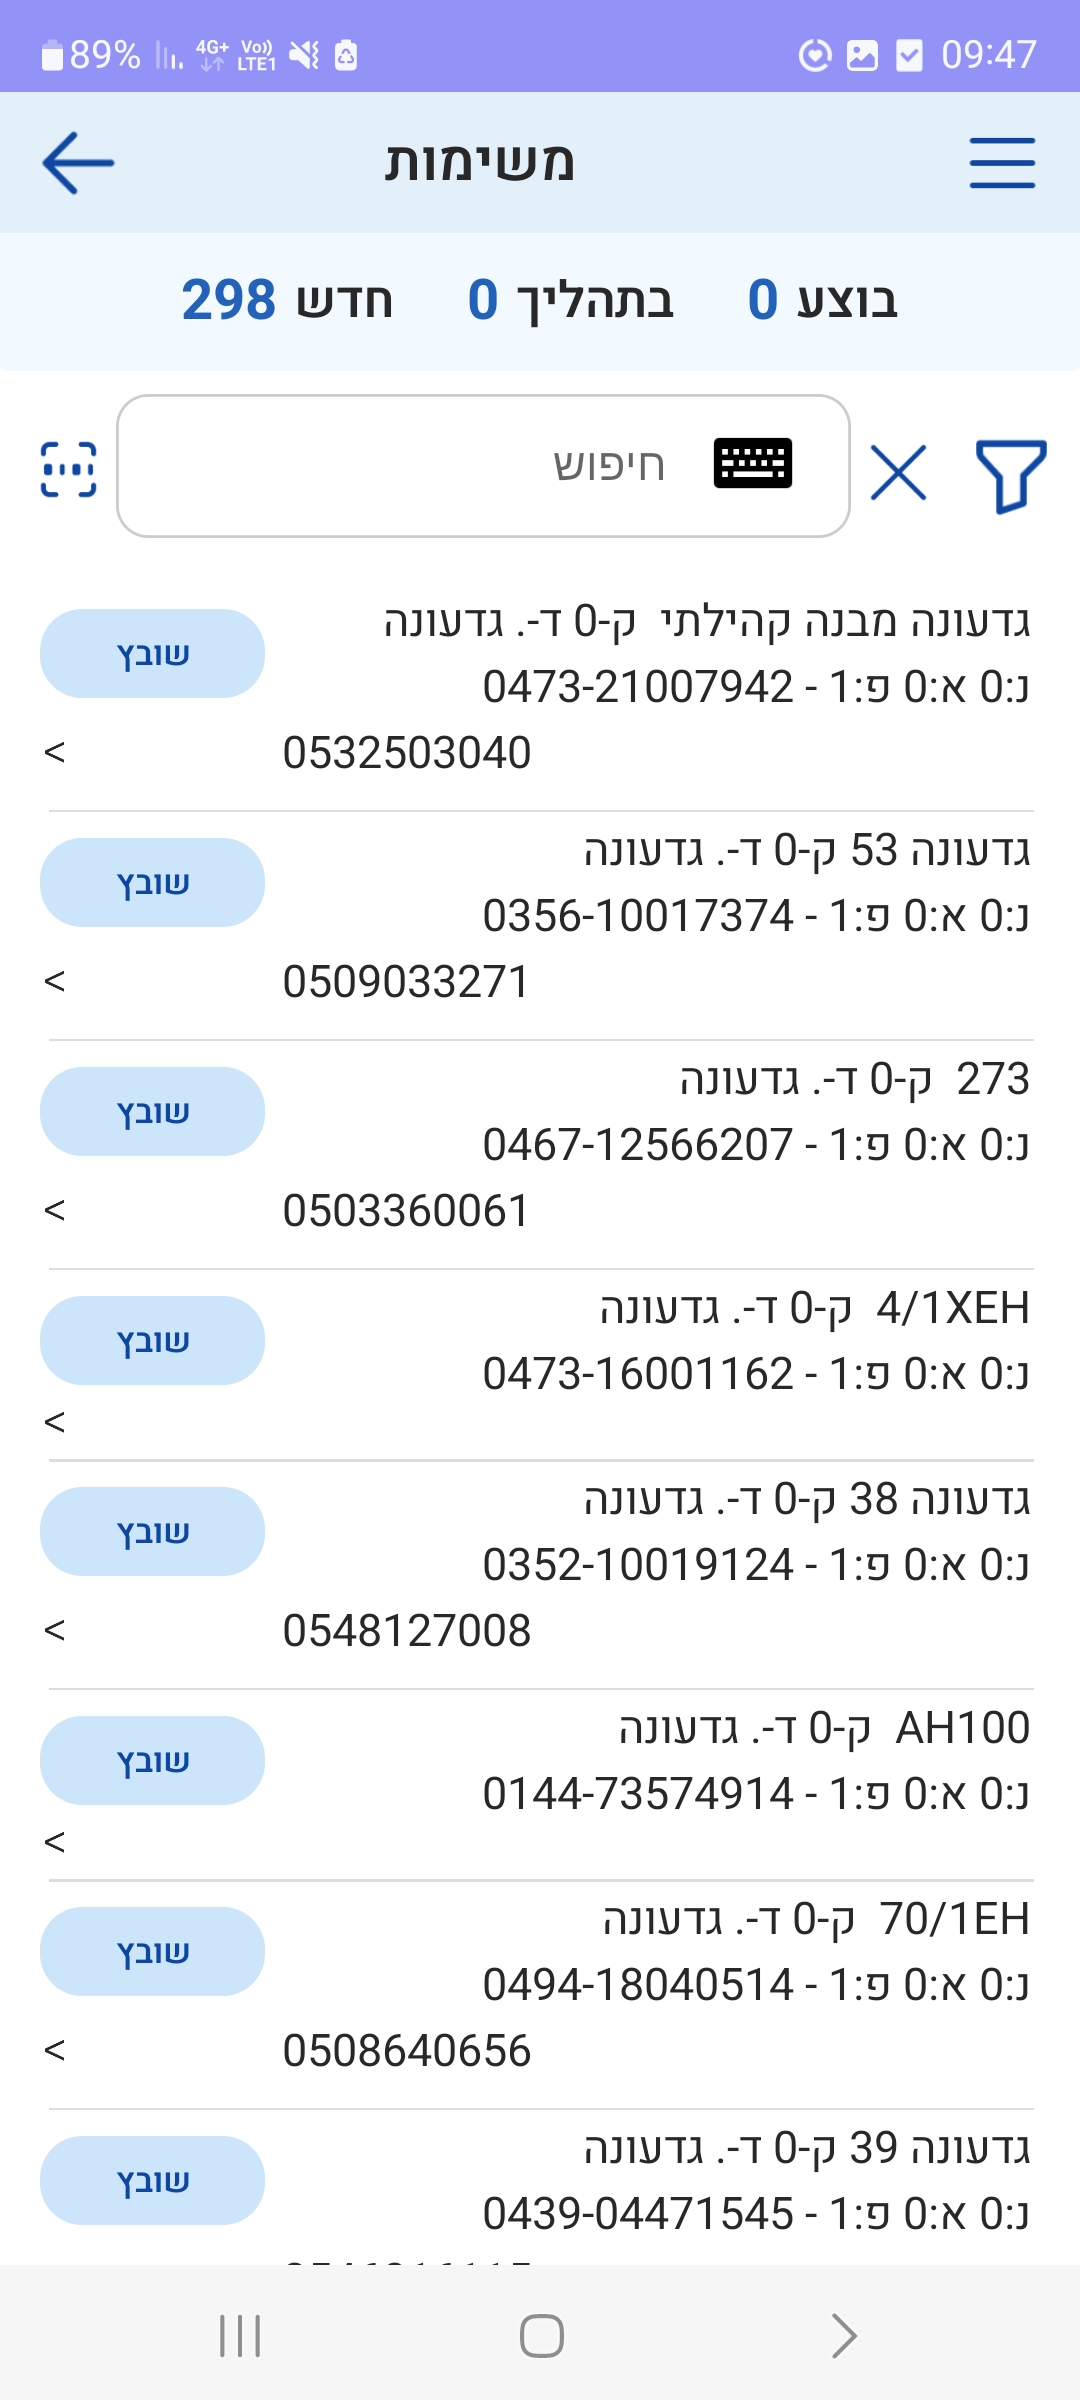 89% 4G+ Vo)) LTE1 09:47
משימות
בוצע 0 בתהליך 0 חדש 298
חיפוש
גדעונה מבנה קהילתי ק-0 ד-. גדעונה
שובץ
נ:0 א:0 פ:1 - 0473-21007942
0532503040
<
גדעונה 53 ק-0 ד-. גדעונה
שובץ
נ:0 א:0 פ:1 - 0356-10017374
0509033271
<
273 ק-0 ד-. גדעונה
שובץ
נ:0 א:0 פ:1 - 0467-12566207
0503360061
<
4/1XEH ק-0 ד-. גדעונה
שובץ
נ:0 א:0 פ:1 - 0473-16001162
<
גדעונה 38 ק-0 ד-. גדעונה
שובץ
נ:0 א:0 פ:1 - 0352-10019124
0548127008
<
AH100 ק-0 ד-. גדעונה
שובץ
נ:0 א:0 פ:1 - 0144-73574914
<
70/1EH ק-0 ד-. גדעונה
שובץ
נ:0 א:0 פ:1 - 0494-18040514
0508640656
<
גדעונה 39 ק-0 ד-. גדעונה
שובץ
נ:0 א:0 פ:1 - 0439-04471545